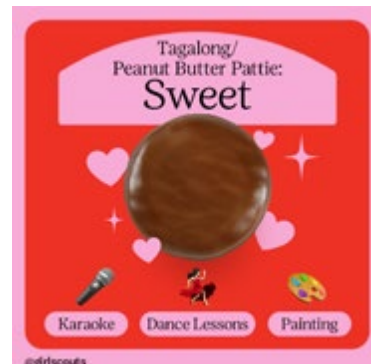 Tagalong/
Peanut Butter Pattie:
Sweet
Karaoke
Dance Lessons
Painting
@girlscouts